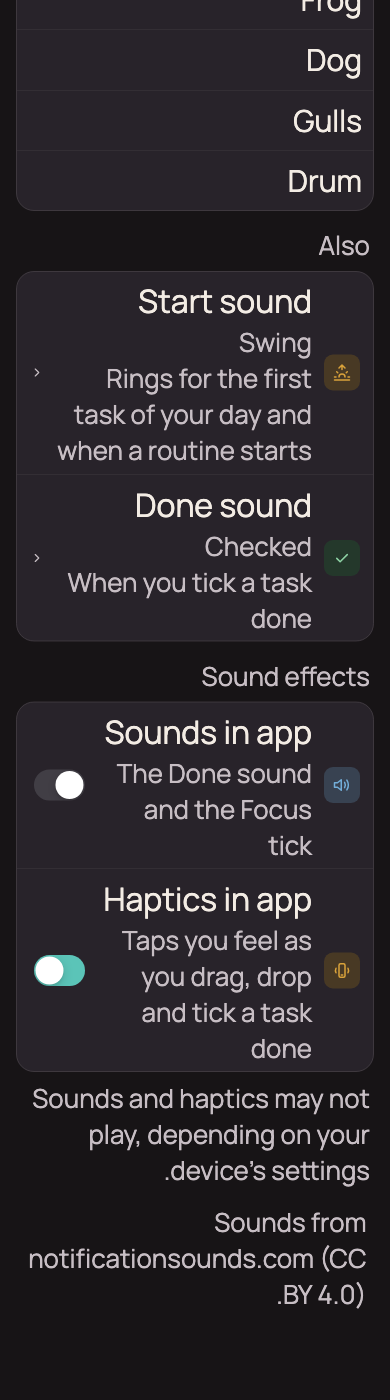 Frog
Dog
Gulls
Drum
Also
Start sound
Swing
Rings for the first
task of your day and
when a routine starts
Done sound
Checked
When you tick a task
done
Sound effects
Sounds in app
The Done sound
and the Focus
tick
Haptics in app
Taps you feel as
you drag, drop
and tick a task
done
Sounds and haptics may not
play, depending on your
.device's settings
Sounds from
notificationsounds.com (CC
.BY 4.0)